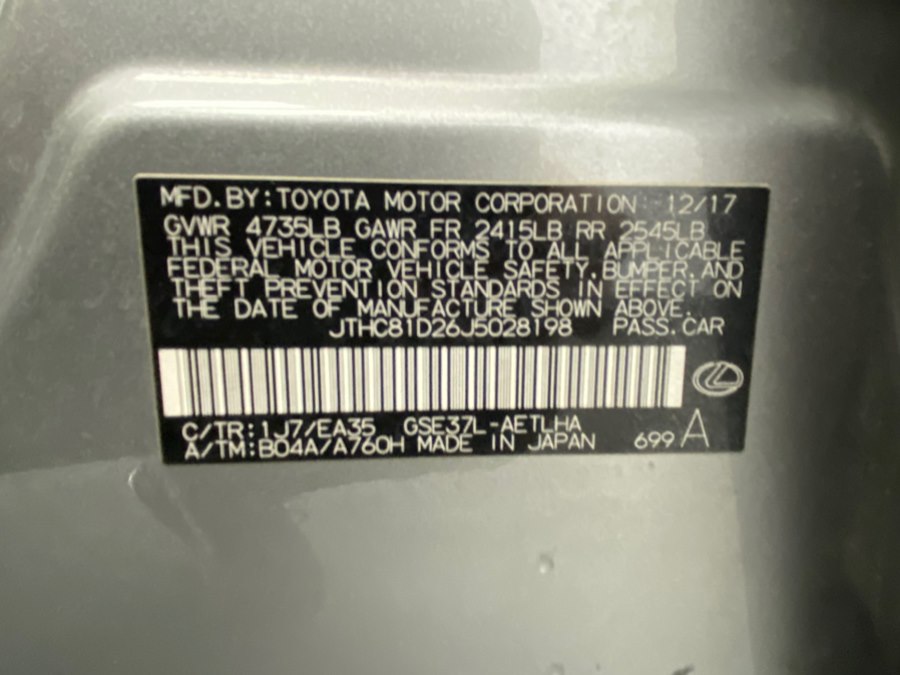 MFD. BY: TOYOTA MOTOR CORPORATION 12/17
GVWR 4735LB GAWR FR 2415LB RR 2545LB
THIS VEHICLE CONFORMS TO ALL APPLICABLE
FEDERAL MOTOR VEHICLE SAFETY, BUMPER, AND
THEFT PREVENTION STANDARDS IN EFFECT ON
THE DATE OF MANUFACTURE SHOWN ABOVE.
JTHC81D26J5028198 PASS. CAR
C/TR: 1J7/EA35 GSE37L-AETLHA
A/TM: B04A/A760H MADE IN JAPAN 699 A